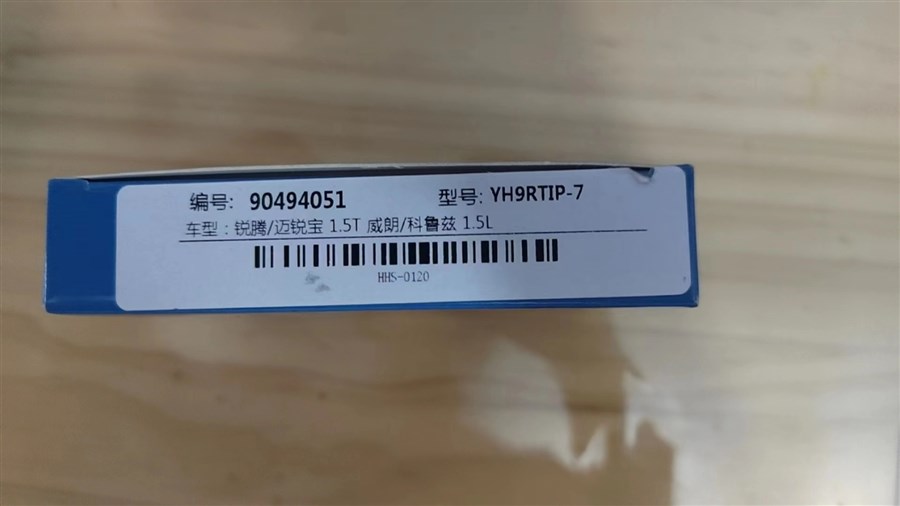 编号: 90494051 型号: YH9RTIP-7
车型: 锐腾/迈锐宝 1.5T 威朗/科鲁兹 1.5L
HHS-0120